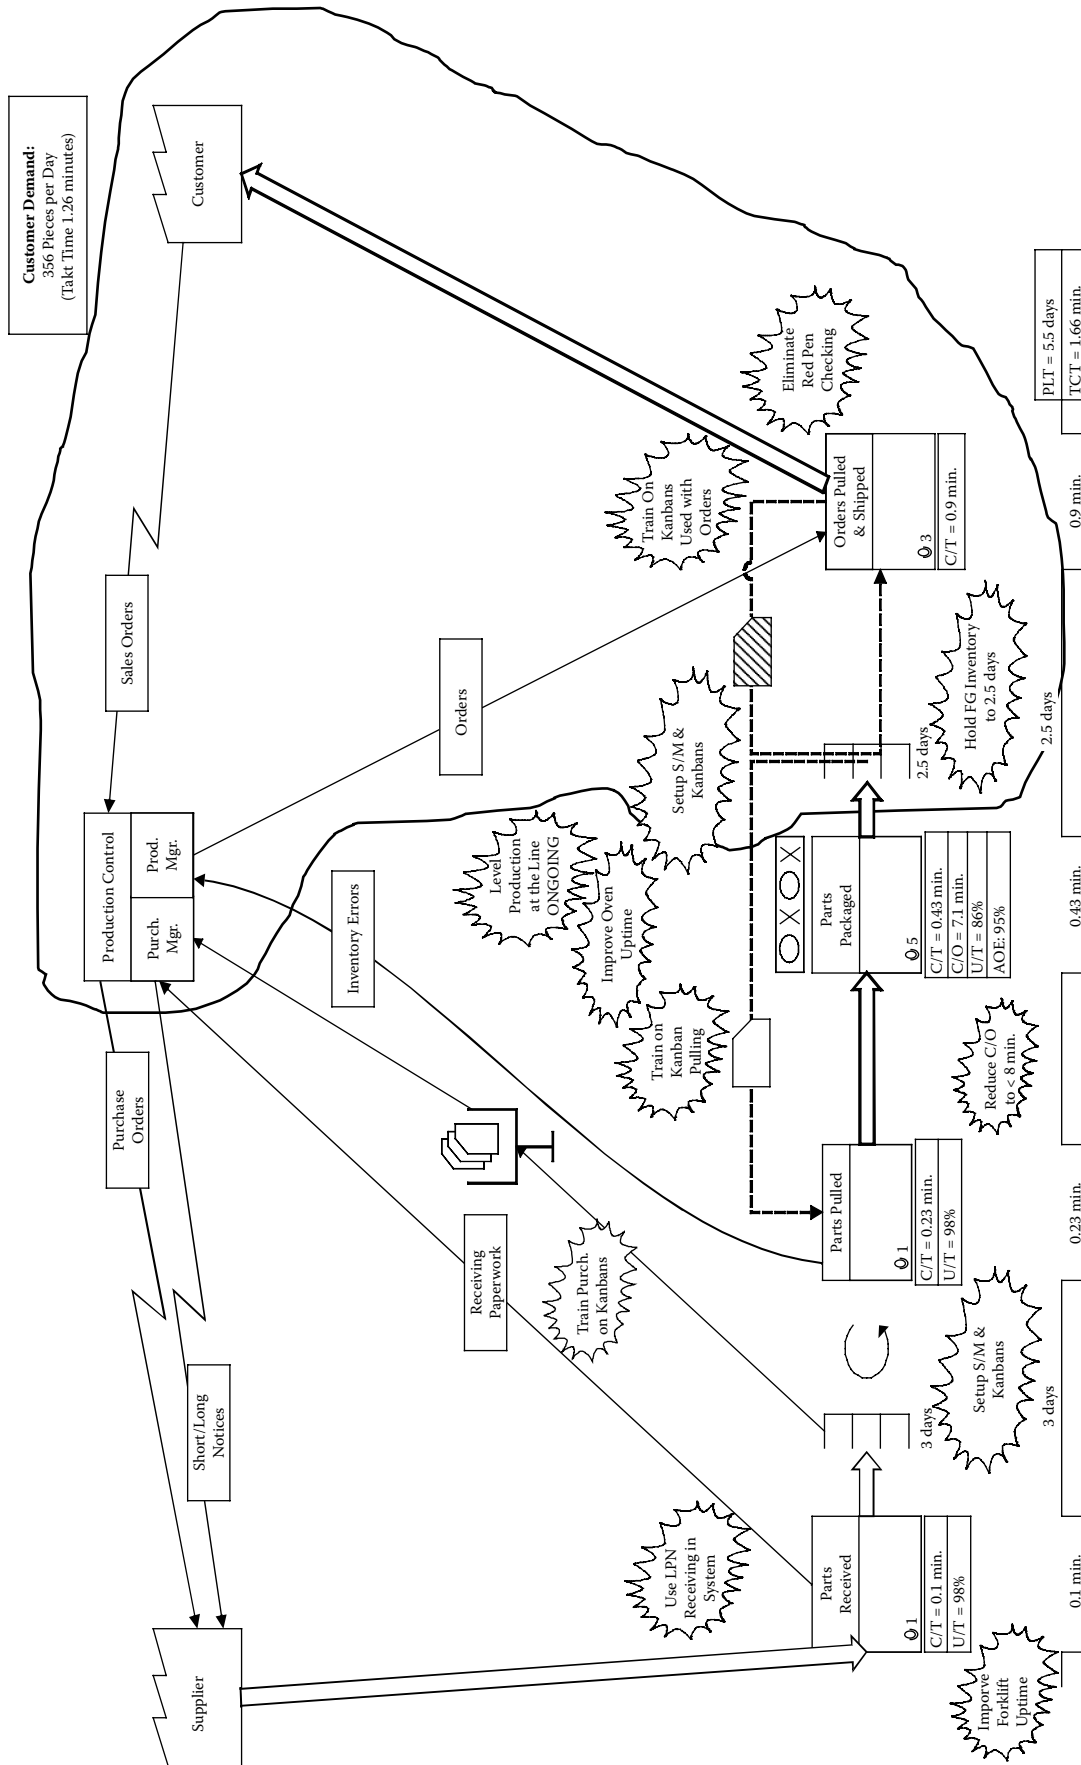 Customer Demand:
356 Pieces per Day
(Takt Time 1.26 minutes)
Supplier
Customer
Production Control
Purch.
Mgr.
Prod.
Mgr.
Sales Orders
Purchase
Orders
Short/Long
Notices
Orders
Inventory Errors
Receiving
Paperwork
Train Purch.
on Kanbans
Use LPN
Receiving in
System
Train on
Kanban
Pulling
Improve Oven
Uptime
Level
Production
at the Line
ONGOING
Setup S/M &
Kanbans
Train On
Kanbans
Used with
Orders
Eliminate
Red Pen
Checking
Parts
Received
1
C/T = 0.1 min.
U/T = 98%
Imporve
Forklift
Uptime
3 days
Setup S/M &
Kanbans
Parts Pulled
1
C/T = 0.23 min.
U/T = 98%
Reduce C/O
to < 8 min.
OXOX
Parts
Packaged
5
C/T = 0.43 min.
C/O = 7.1 min.
U/T = 86%
AOE: 95%
2.5 days
Hold FG Inventory
to 2.5 days
Orders Pulled
& Shipped
3
C/T = 0.9 min.
3 days
2.5 days
0.1 min.
0.23 min.
0.43 min.
0.9 min.
PLT = 5.5 days
TCT = 1.66 min.